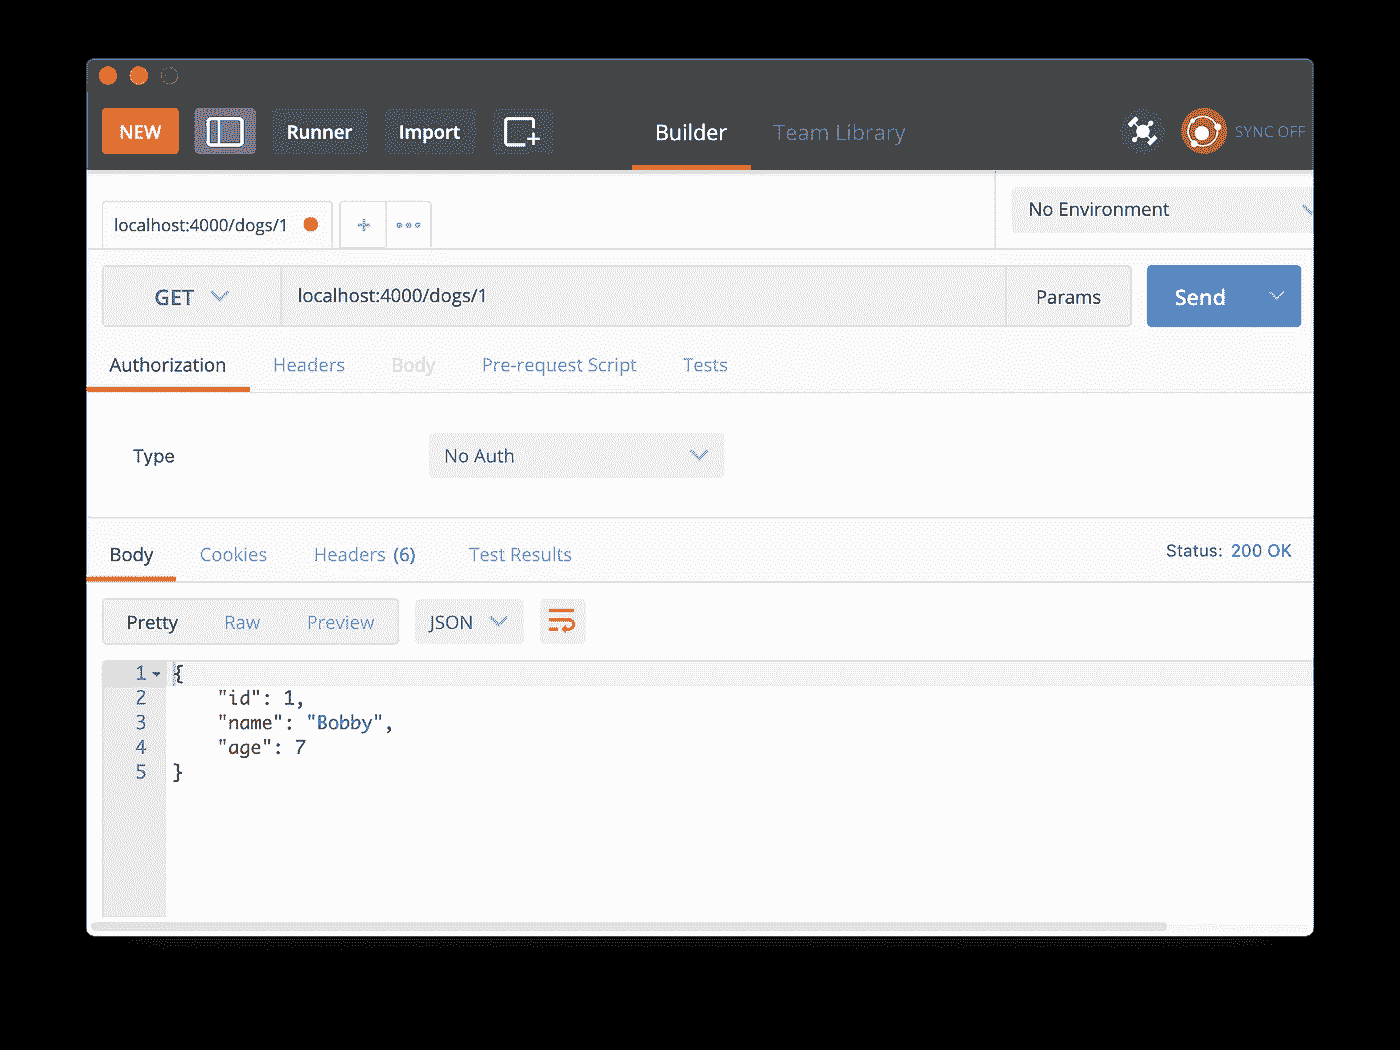 NEW Runner Import Builder Team Library SYNC OFF
localhost:4000/dogs/1 No Environment
GET localhost:4000/dogs/1 Params Send
Authorization Headers Body Pre-request Script Tests
Type No Auth
Body Cookies Headers (6) Test Results Status: 200 OK
Pretty Raw Preview JSON
1 {
2 "id": 1,
3 "name": "Bobby",
4 "age": 7
5 }